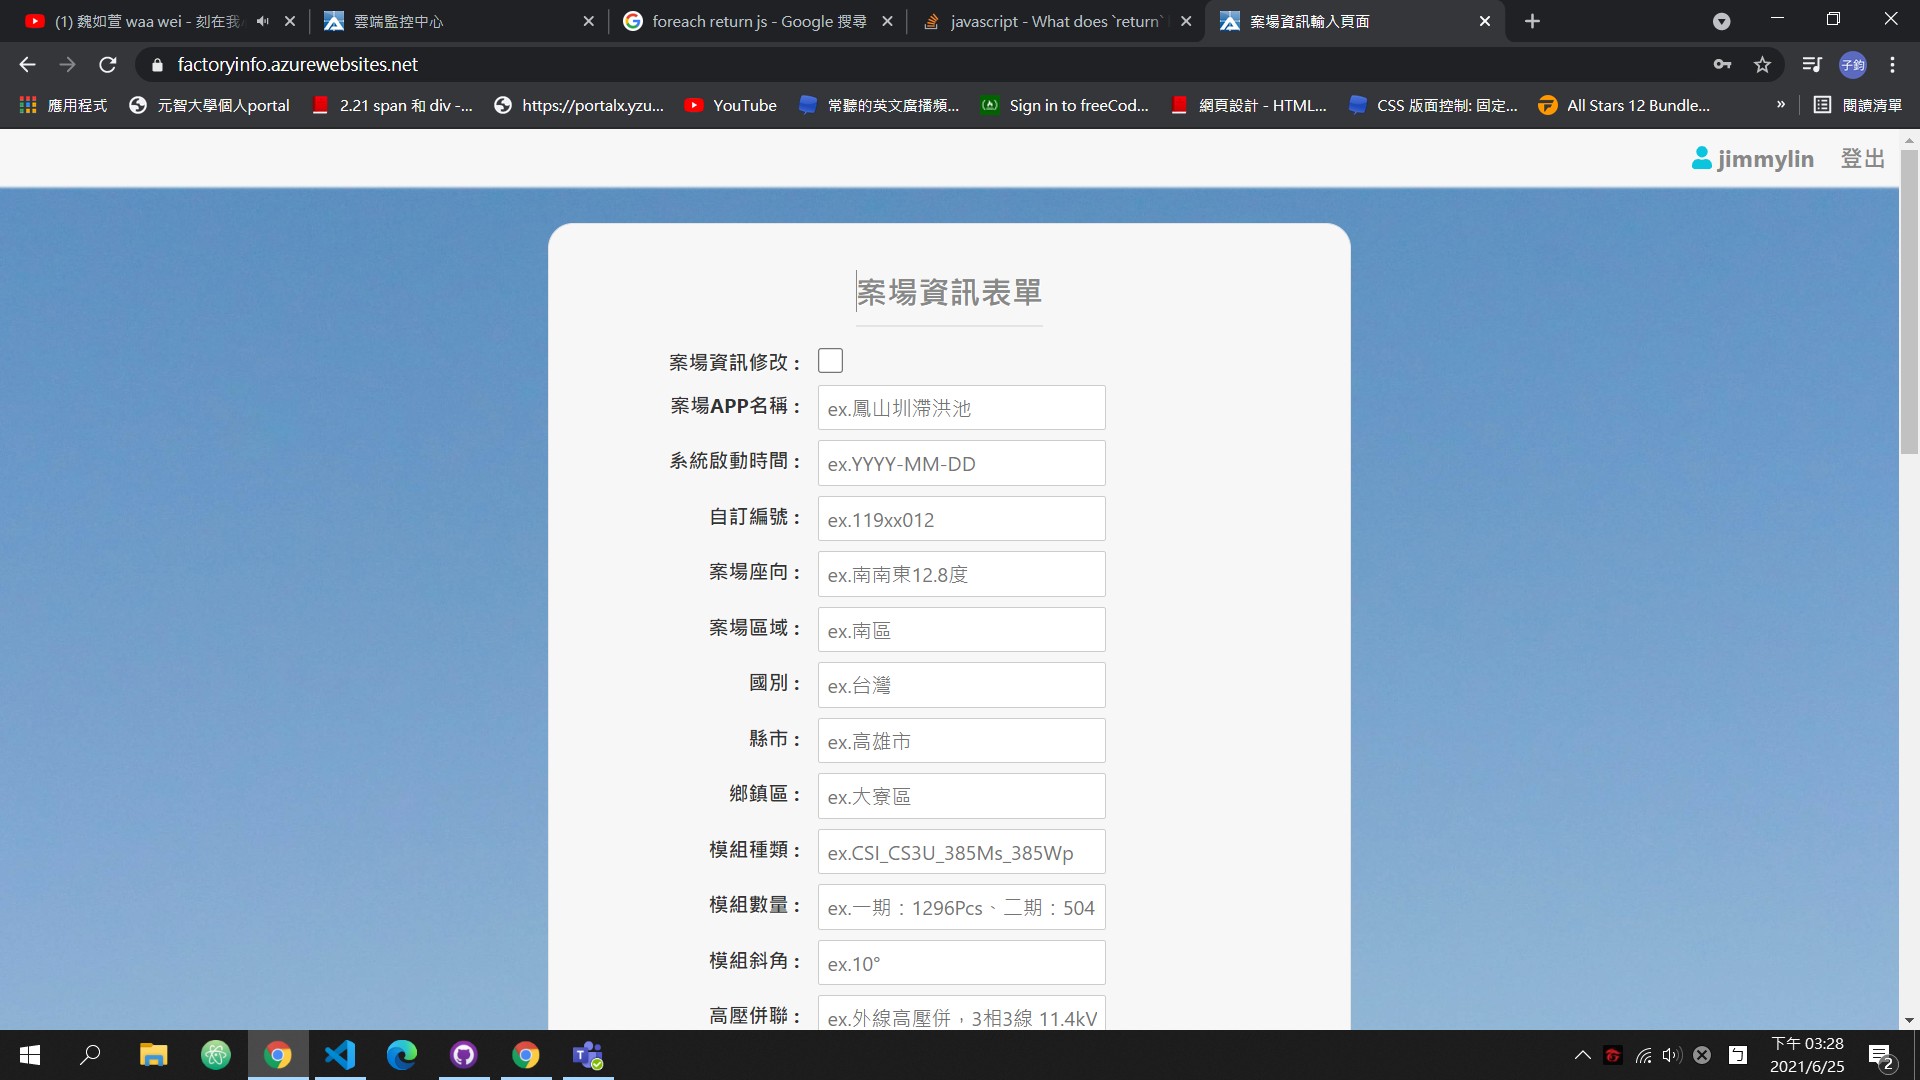 (1) 魏如萱 waa wei - 刻在我
雲端監控中心
foreach return js - Google 搜尋
javascript - What does `return`
案場資訊輸入頁面
factoryinfo.azurewebsites.net
子鈞
應用程式
元智大學個人portal
2.21 span 和 div -...
https://portalx.yzu...
YouTube
常聽的英文廣播頻...
Sign in to freeCod...
網頁設計 - HTML...
CSS 版面控制: 固定...
All Stars 12 Bundle...
»
閱讀清單
jimmylin
登出
案場資訊表單
案場資訊修改：
案場APP名稱： ex.鳳山圳滯洪池
系統啟動時間： ex.YYYY-MM-DD
自訂編號： ex.119xx012
案場座向： ex.南南東12.8度
案場區域： ex.南區
國別： ex.台灣
縣市： ex.高雄市
鄉鎮區： ex.大寮區
模組種類： ex.CSI_CS3U_385Ms_385Wp
模組數量： ex.一期：1296Pcs、二期：504
模組斜角： ex.10°
高壓併聯： ex.外線高壓併，3相3線 11.4kV
下午 03:28
2021/6/25
2